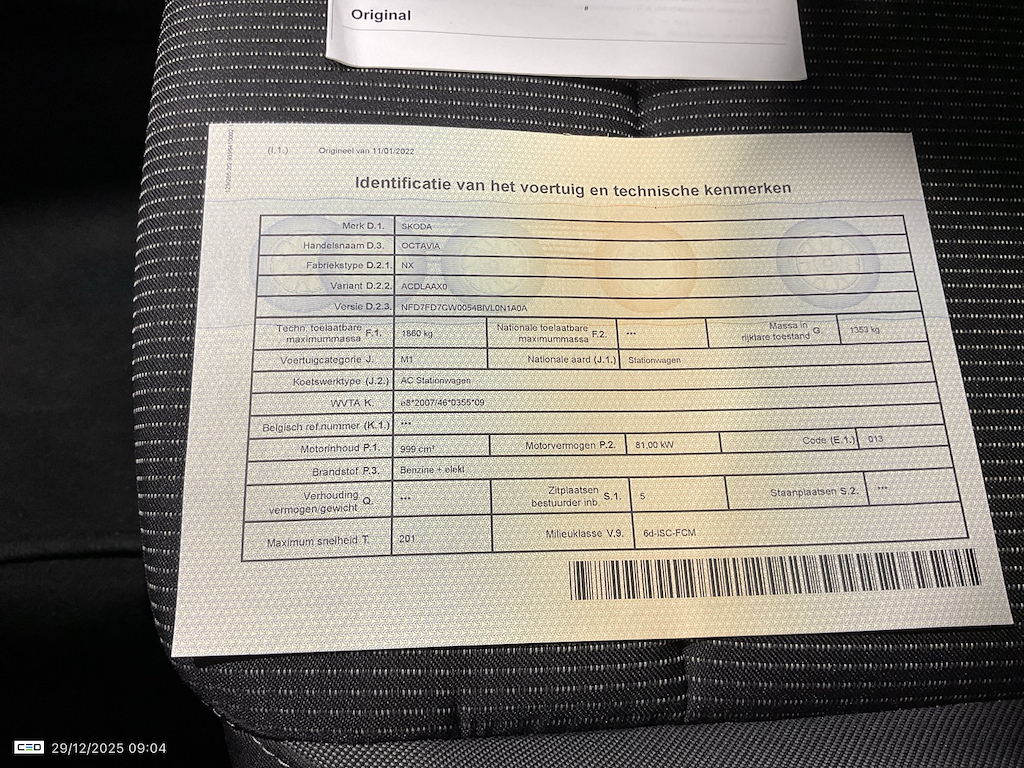 Original
(I.1.) Origineel van 11/01/2022
Identificatie van het voertuig en technische kenmerken
Merk D.1. SKODA
Handelsnaam D.3. OCTAVIA
Fabriekstype D.2.1. NX
Variant D.2.2. ACDLAAX0
Versie D.2.3. NFD7FD7CW0054BIVL0N1A0A
Techn. toelaatbare maximummassa F.1. 1860 kg Nationale toelaatbare maximummassa F.2. *** Massa in rijklare toestand G. 1353 kg
Voertuigcategorie J. M1 Nationale aard (J.1.) Stationwagen
Koetswerktype (J.2.) AC Stationwagen
WVTA K. e8*2007/46*0355*09
Belgisch ref.nummer (K.1.) ***
Motorinhoud P.1. 999 cm³ Motorvermogen P.2. 81,00 kW Code (E.1.) 013
Brandstof P.3. Benzine + elekt
Verhouding vermogen/gewicht Q. *** Zitplaatsen bestuurder inb. S.1. 5 Staanplaatsen S.2. ***
Maximum snelheid T. 201 Milieuklasse V.9. 6d-ISC-FCM
CEO 29/12/2025 09:04